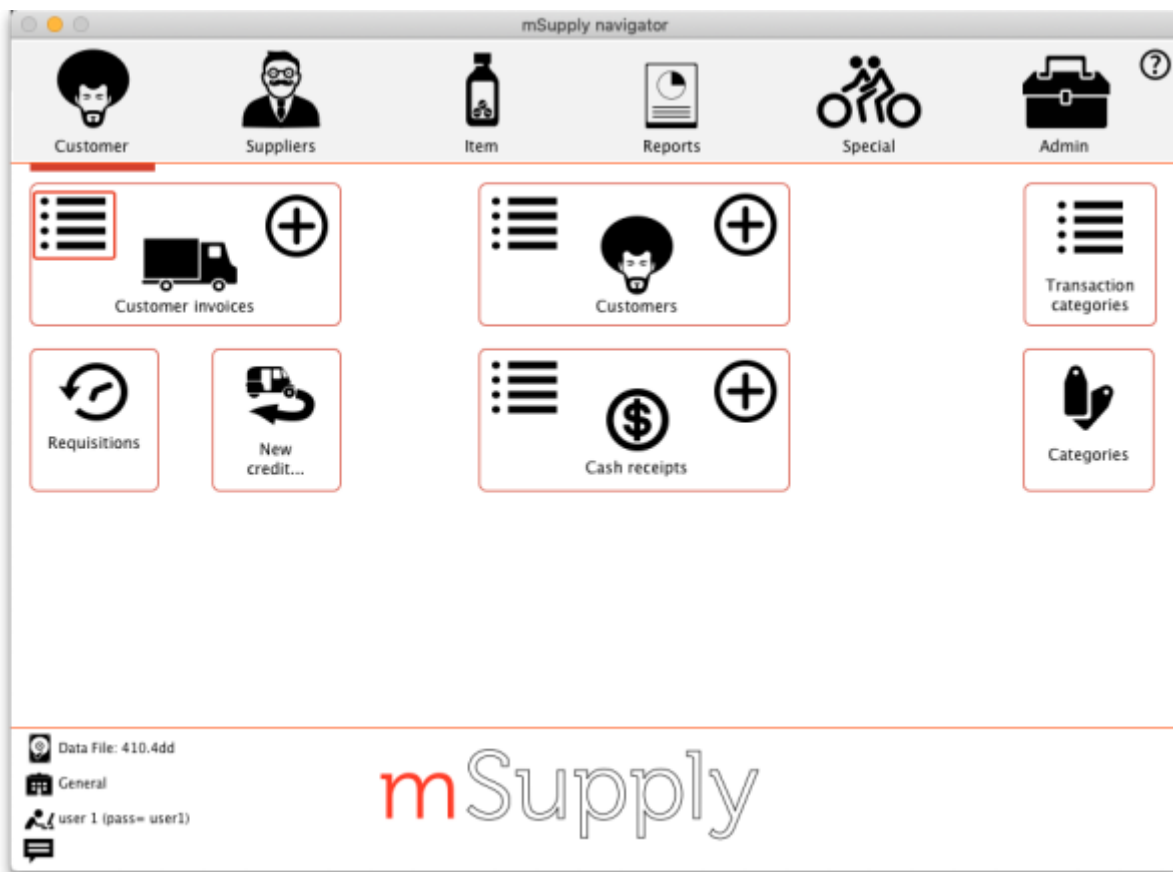 mSupply navigator
?
Customer
Suppliers
Item
Reports
Special
Admin
Customer invoices
Customers
Transaction
categories
Requisitions
New
credit...
$
Cash receipts
Categories
Data File: 410.4dd
General
user 1 (pass= user1)
mSupply